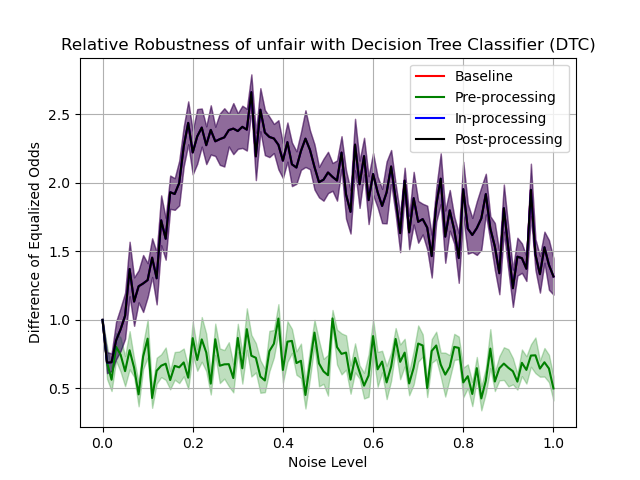 Relative Robustness of unfair with Decision Tree Classifier (DTC)
Baseline
Pre-processing
In-processing
Post-processing
Difference of Equalized Odds
2.5
2.0
1.5
1.0
0.5
0.0 0.2 0.4 0.6 0.8 1.0
Noise Level